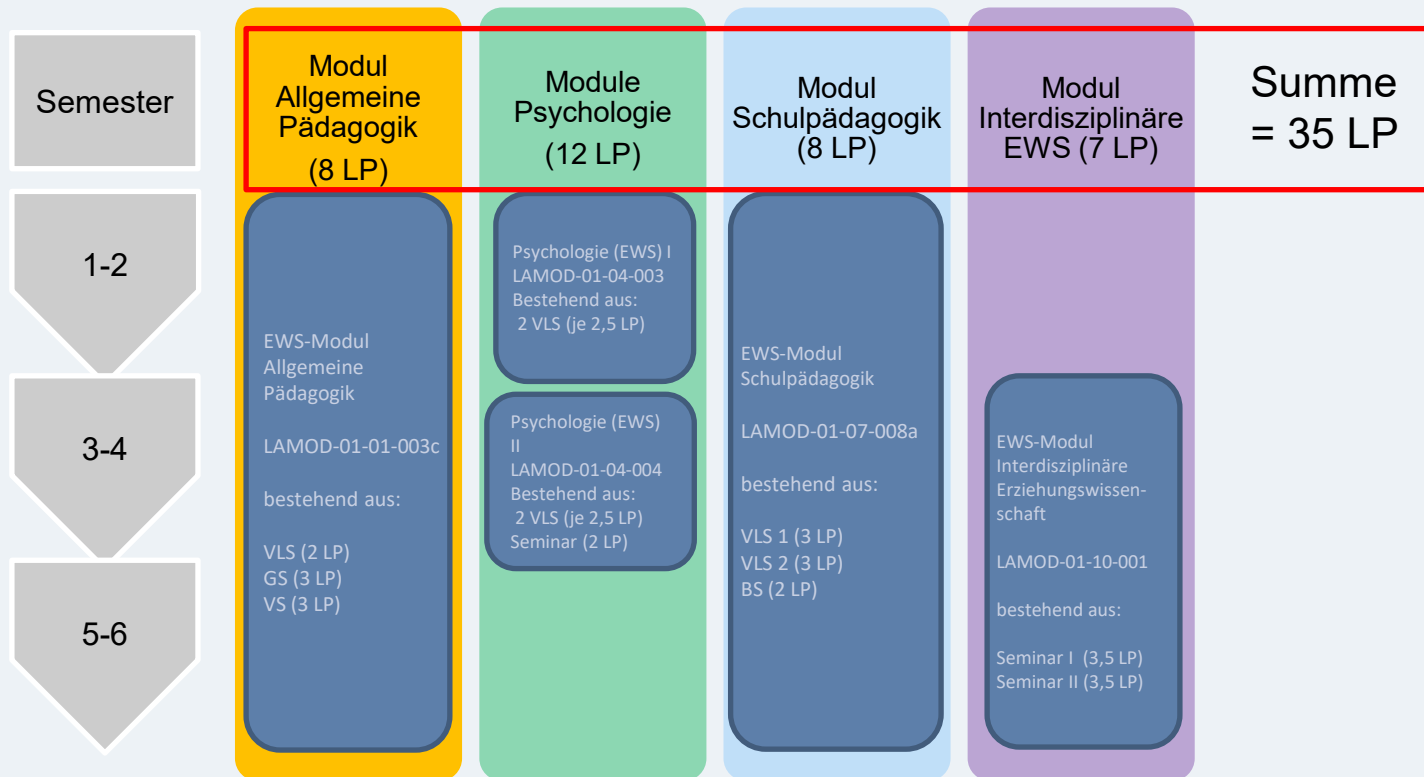 Semester
Modul
Allgemeine
Pädagogik
(8 LP)
Module
Psychologie
(12 LP)
Modul
Schulpädagogik
(8 LP)
Modul
Interdisziplinäre
EWS (7 LP)
Summe
= 35 LP
1-2
3-4
5-6
EWS-Modul
Allgemeine
Pädagogik
LAMOD-01-01-003c
bestehend aus:
VLS (2 LP)
GS (3 LP)
VS (3 LP)
Psychologie (EWS) I
LAMOD-01-04-003
Bestehend aus:
2 VLS (je 2,5 LP)
Psychologie (EWS)
II
LAMOD-01-04-004
Bestehend aus:
2 VLS (je 2,5 LP)
Seminar (2 LP)
EWS-Modul
Schulpädagogik
LAMOD-01-07-008a
bestehend aus:
VLS 1 (3 LP)
VLS 2 (3 LP)
BS (2 LP)
EWS-Modul
Interdisziplinäre
Erziehungswissen-
schaft
LAMOD-01-10-001
bestehend aus:
Seminar I (3,5 LP)
Seminar II (3,5 LP)